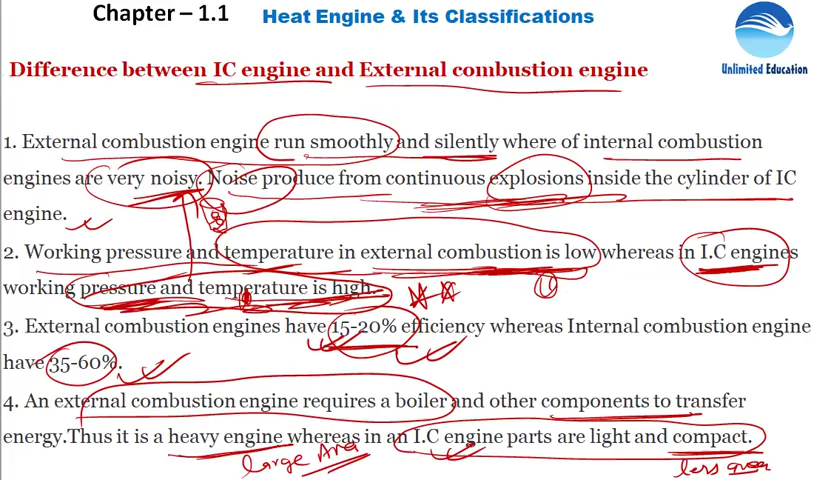 Chapter – 1.1
Heat Engine & Its Classifications
Unlimited Education
Difference between IC engine and External combustion engine
1. External combustion engine run smoothly and silently where of internal combustion
engines are very noisy. Noise produce from continuous explosions inside the cylinder of IC
engine.
2. Working pressure and temperature in external combustion is low whereas in I.C engines
working pressure and temperature is high.
3. External combustion engines have 15-20% efficiency whereas Internal combustion engine
have 35-60%.
4. An external combustion engine requires a boiler and other components to transfer
energy.Thus it is a heavy engine whereas in an I.C engine parts are light and compact.
large Area
less area